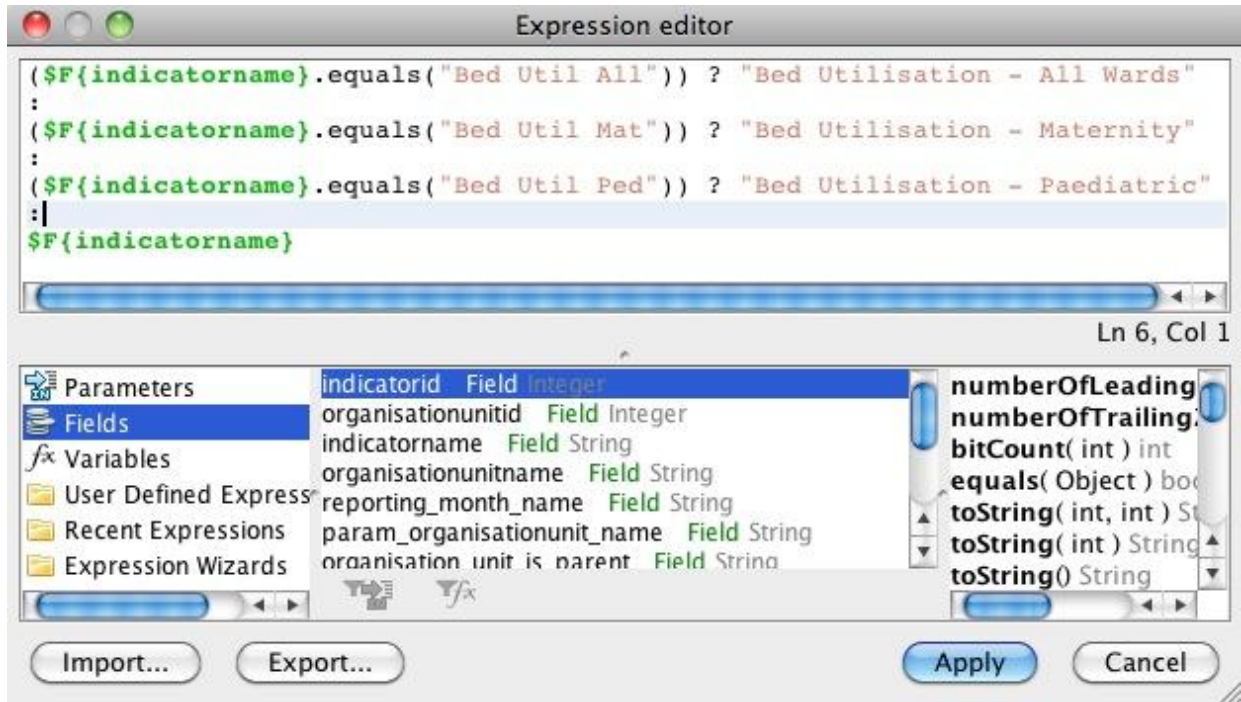 Expression editor
($F{indicatorname}.equals("Bed Util All")) ? "Bed Utilisation - All Wards"
:
($F{indicatorname}.equals("Bed Util Mat")) ? "Bed Utilisation - Maternity"
:
($F{indicatorname}.equals("Bed Util Ped")) ? "Bed Utilisation - Paediatric"
:
$F{indicatorname}
Ln 6, Col 1
Parameters
Fields
fx Variables
User Defined Express
Recent Expressions
Expression Wizards
indicatorid Field Integer
organisationunitid Field Integer
indicatorname Field String
organisationunitname Field String
reporting_month_name Field String
param_organisationunit_name Field String
organisation_unit_is_parent Field String
fx
numberOfLeading
numberOfTrailing
bitCount( int ) int
equals( Object ) boo
toString( int, int ) St
toString( int ) String
toString() String
Import...
Export...
Apply
Cancel